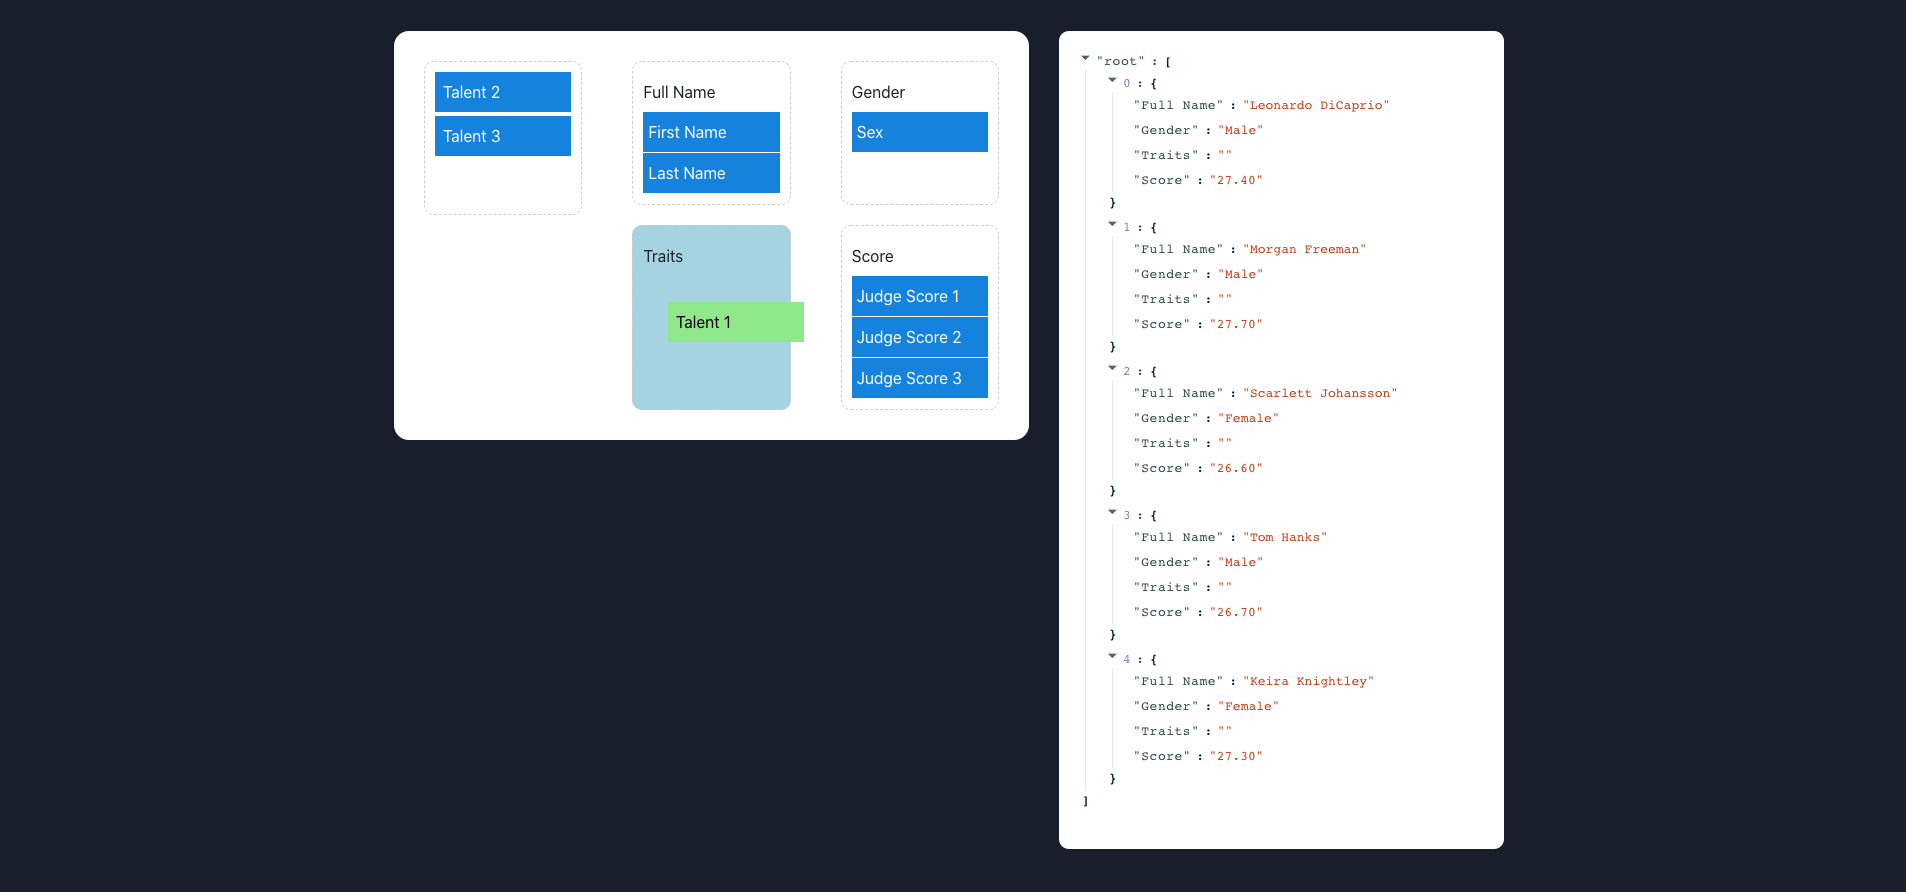 Talent 2
Talent 3
Full Name
First Name
Last Name
Gender
Sex
Traits
Talent 1
Score
Judge Score 1
Judge Score 2
Judge Score 3
"root" : [
0 : {
"Full Name" : "Leonardo DiCaprio"
"Gender" : "Male"
"Traits" : ""
"Score" : "27.40"
}
1 : {
"Full Name" : "Morgan Freeman"
"Gender" : "Male"
"Traits" : ""
"Score" : "27.70"
}
2 : {
"Full Name" : "Scarlett Johansson"
"Gender" : "Female"
"Traits" : ""
"Score" : "26.60"
}
3 : {
"Full Name" : "Tom Hanks"
"Gender" : "Male"
"Traits" : ""
"Score" : "26.70"
}
4 : {
"Full Name" : "Keira Knightley"
"Gender" : "Female"
"Traits" : ""
"Score" : "27.30"
}
]